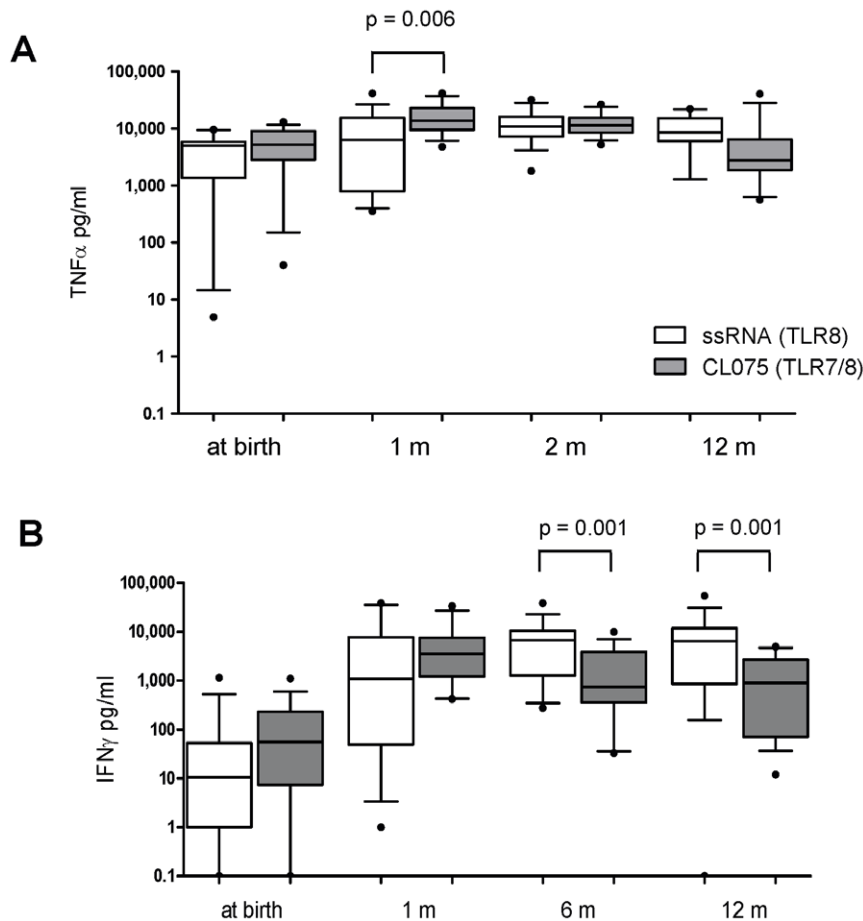 A
p = 0.006
TNFα pg/ml
100,000
10,000
1,000
100
10
1
0.1
ssRNA (TLR8)
CL075 (TLR7/8)
at birth 1 m 2 m 12 m
B
p = 0.001 p = 0.001
IFNγ pg/ml
100,000
10,000
1,000
100
10
1
0.1
at birth 1 m 6 m 12 m